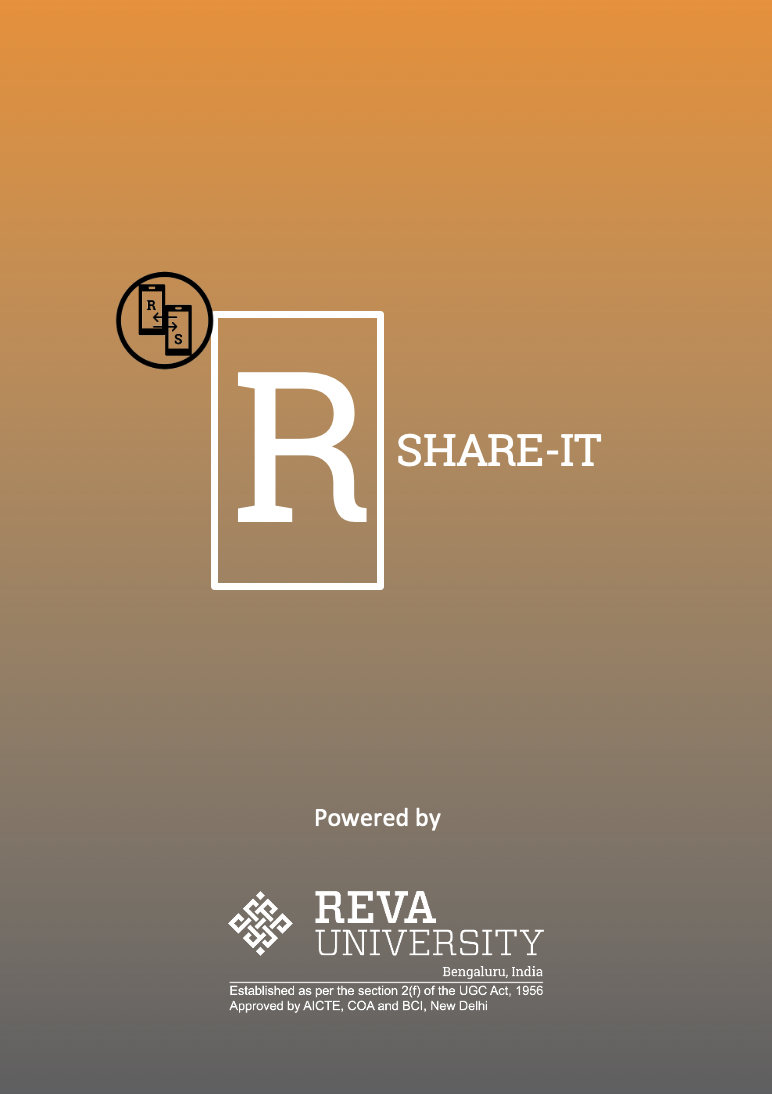 R
S
R
SHARE-IT
Powered by
REVA
UNIVERSITY
Bengaluru, India
Established as per the section 2(f) of the UGC Act, 1956
Approved by AICTE, COA and BCI, New Delhi